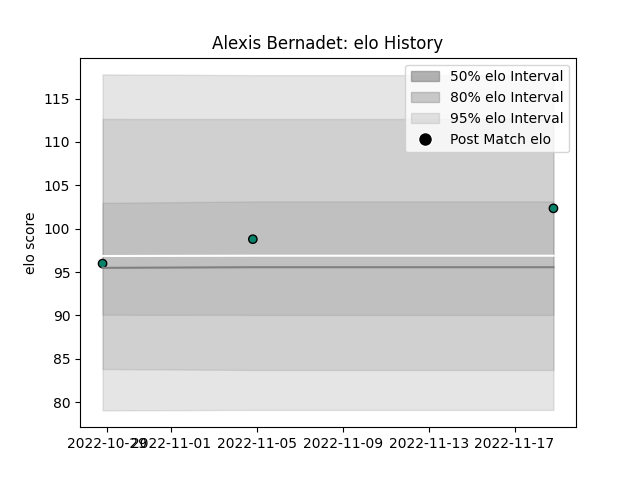 Alexis Bernadet: elo History
50% elo Interval
80% elo Interval
95% elo Interval
Post Match elo
elo score
115
110
105
100
95
90
85
80
2022-10-29 2022-11-01 2022-11-05 2022-11-09 2022-11-13 2022-11-17